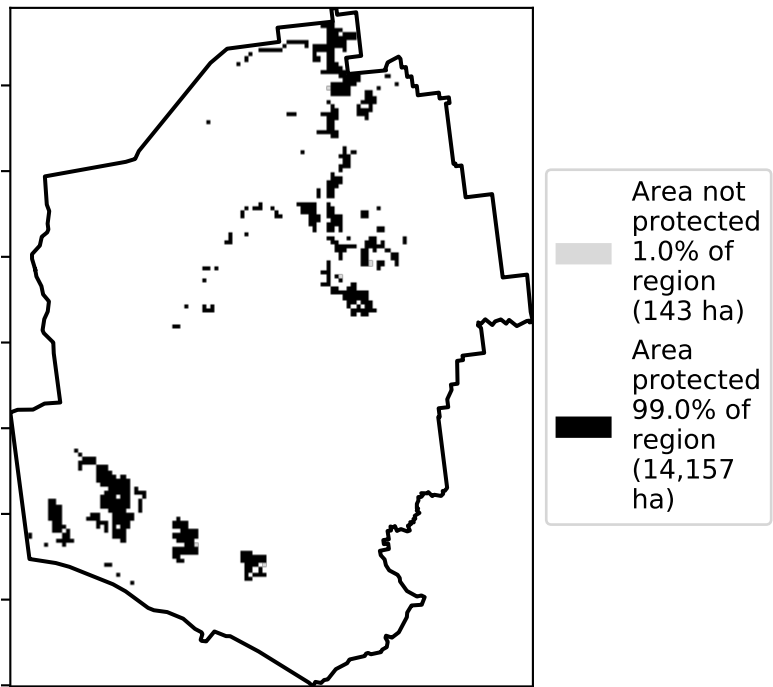 Area not
protected
1.0% of
region
(143 ha)
Area
protected
99.0% of
region
(14,157
ha)